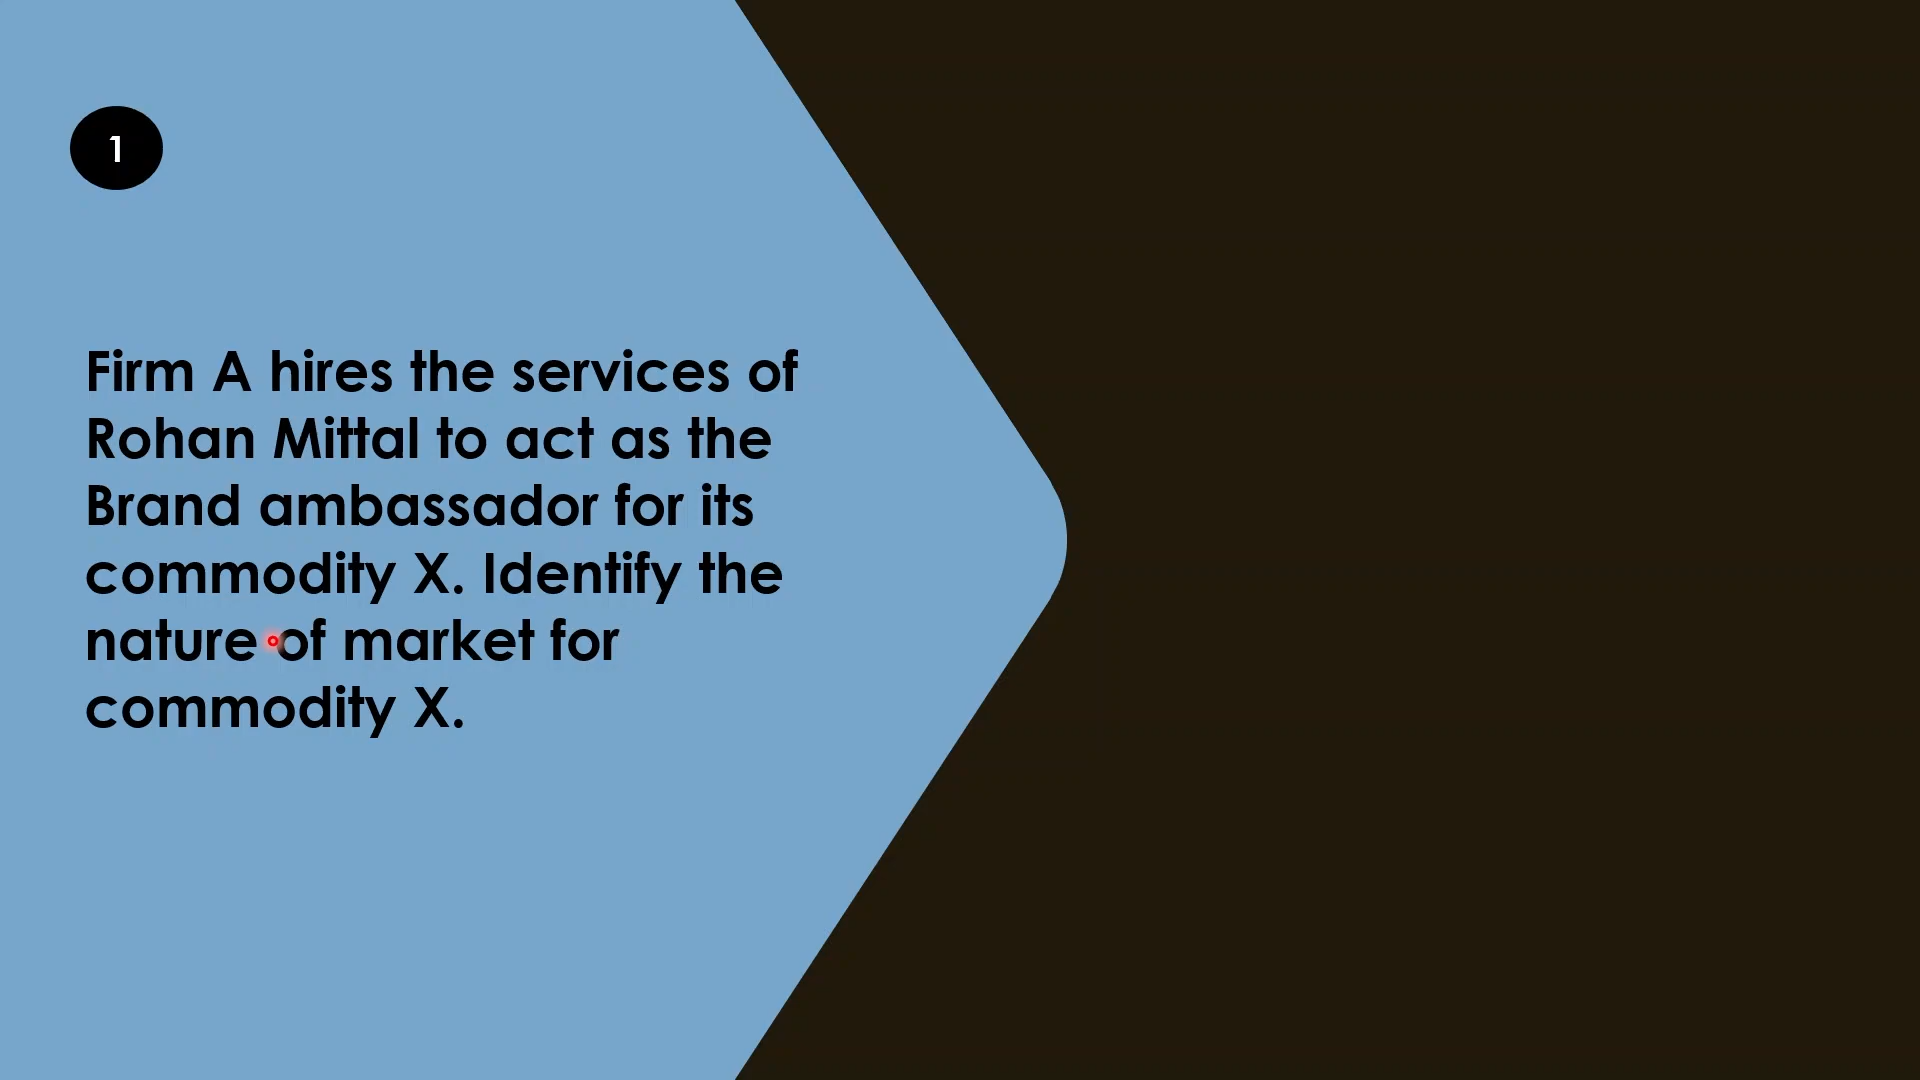 1
Firm A hires the services of
Rohan Mittal to act as the
Brand ambassador for its
commodity X. Identify the
nature of market for
commodity X.